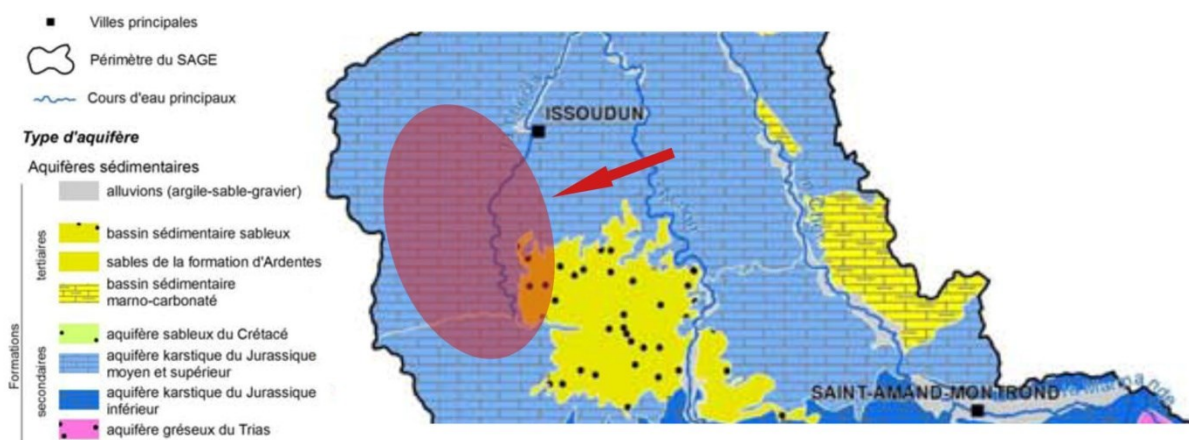 Villes principales
Périmètre du SAGE
Cours d'eau principaux
Type d'aquifère
Aquifères sédimentaires
alluvions (argile-sable-gravier)
bassin sédimentaire sableux
sables de la formation d'Ardentes
bassin sédimentaire
marno-carbonaté
aquifère sableux du Crétacé
aquifère karstique du Jurassique
moyen et supérieur
aquifère karstique du Jurassique
inférieur
aquifère gréseux du Trias
Formations
tertiaires
secondaires
ISSOUDUN
SAINT-AMAND-MONTROND